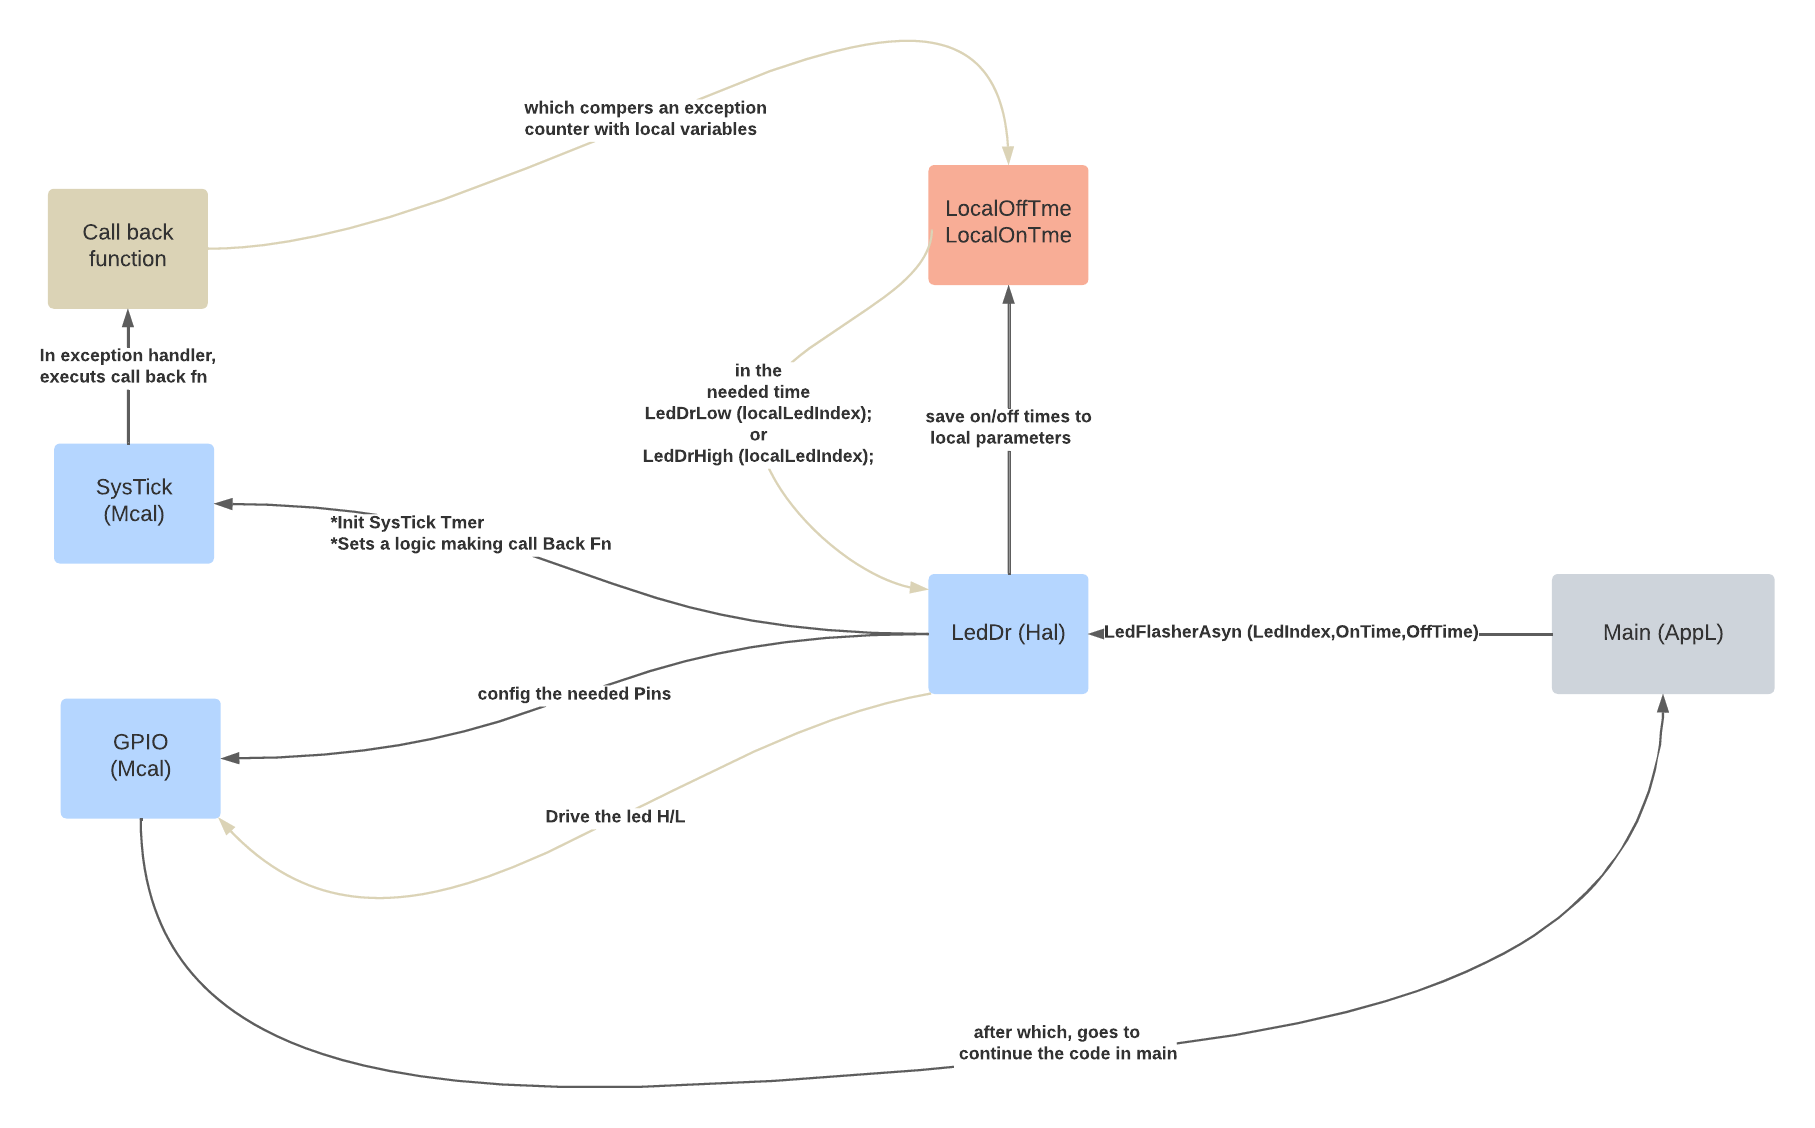 which compers an exception
counter with local variables
LocalOffTme
LocalOnTme
Call back
function
In exception handler,
executs call back fn
in the
needed time
LedDrLow (localLedIndex);
or
LedDrHigh (localLedIndex);
save on/off times to
local parameters
SysTick
(Mcal)
*Init SysTick Tmer
*Sets a logic making call Back Fn
LedDr (Hal)
LedFlasherAsyn (LedIndex,OnTime,OffTime)
Main (AppL)
config the needed Pins
GPIO
(Mcal)
Drive the led H/L
after which, goes to
continue the code in main